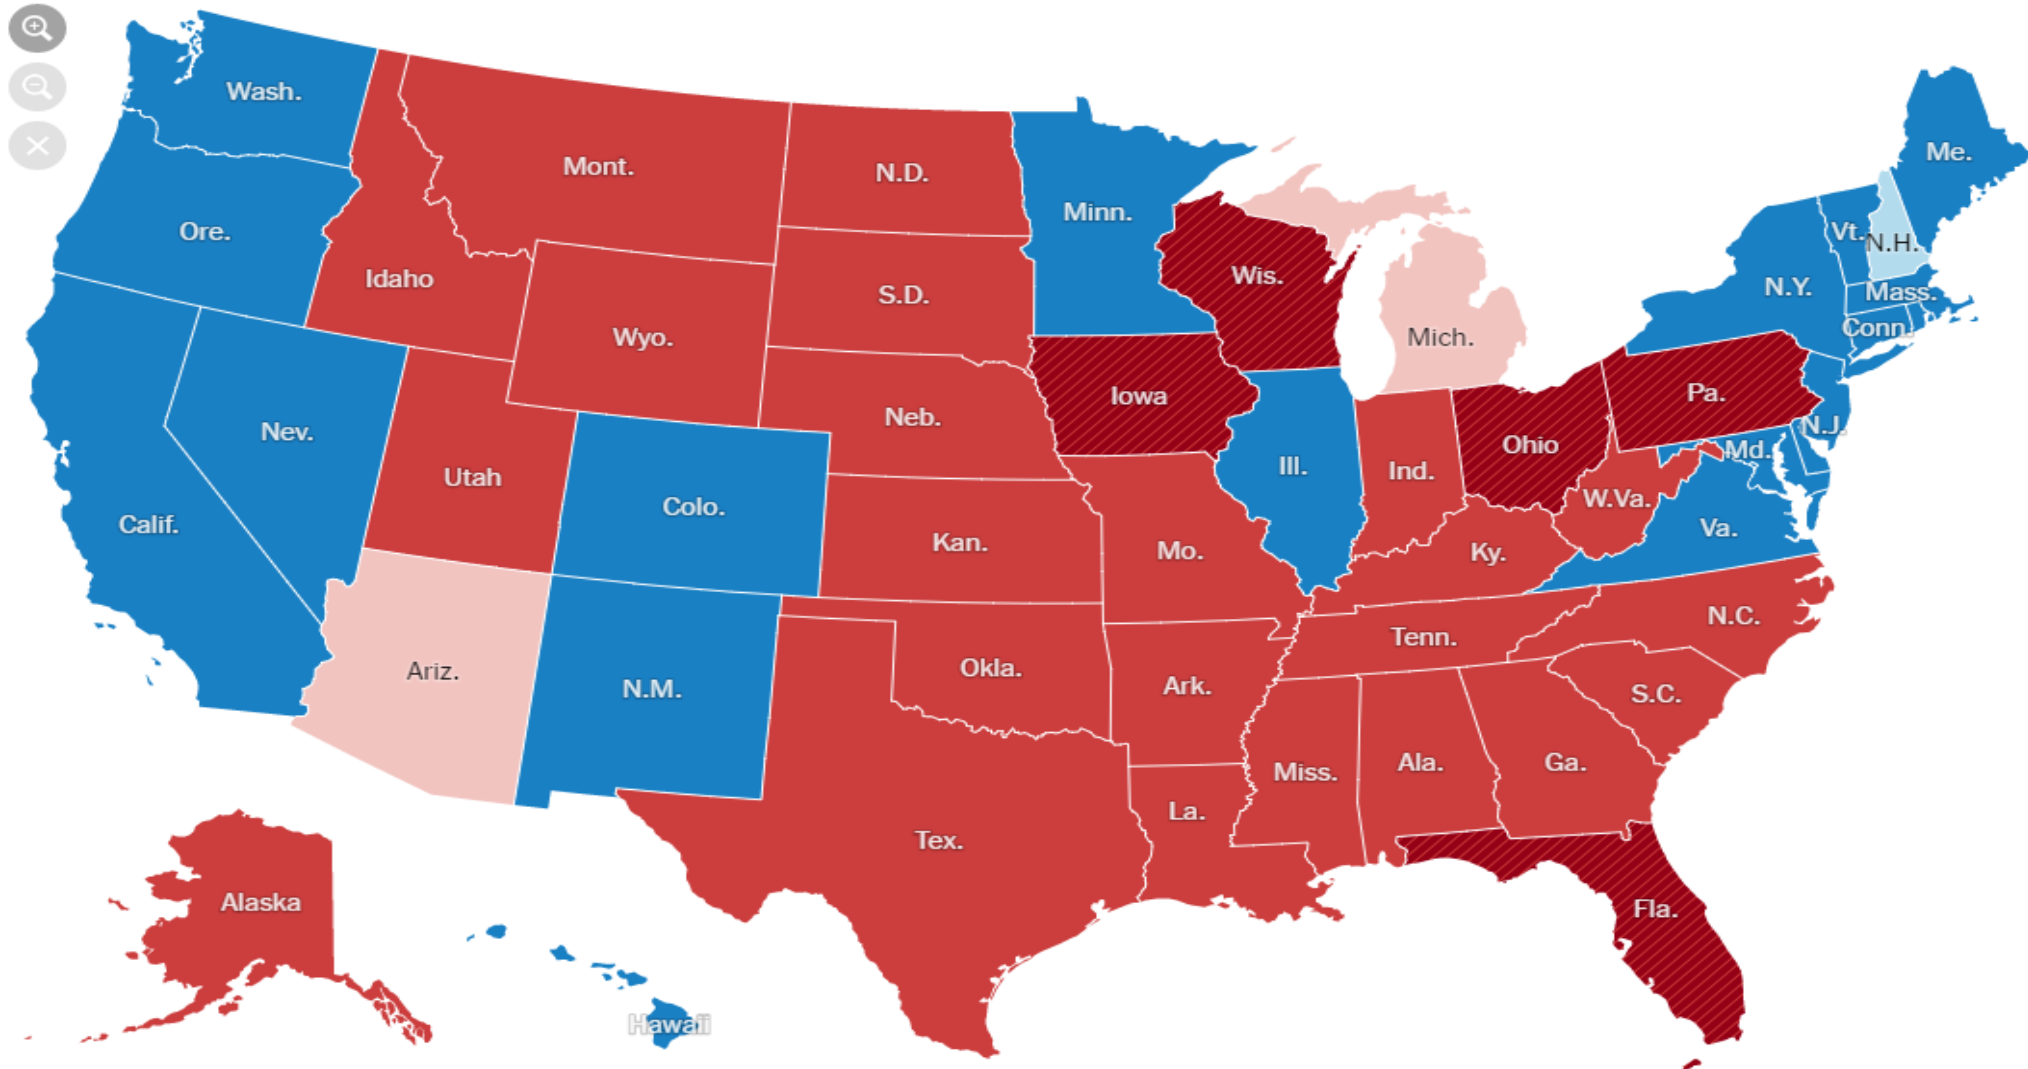 Wash.
Mont.
N.D.
Minn.
Me.
Ore.
Idaho
Wyo.
S.D.
Wis.
Mich.
Vt.
N.H.
N.Y.
Mass.
Conn.
Nev.
Utah
Colo.
Neb.
Iowa
Ill.
Ind.
Ohio
Pa.
N.J.
Md.
W.Va.
Va.
Calif.
Kan.
Mo.
Ky.
Ariz.
N.M.
Okla.
Ark.
Tenn.
N.C.
S.C.
Tex.
La.
Miss.
Ala.
Ga.
Fla.
Alaska
Hawaii